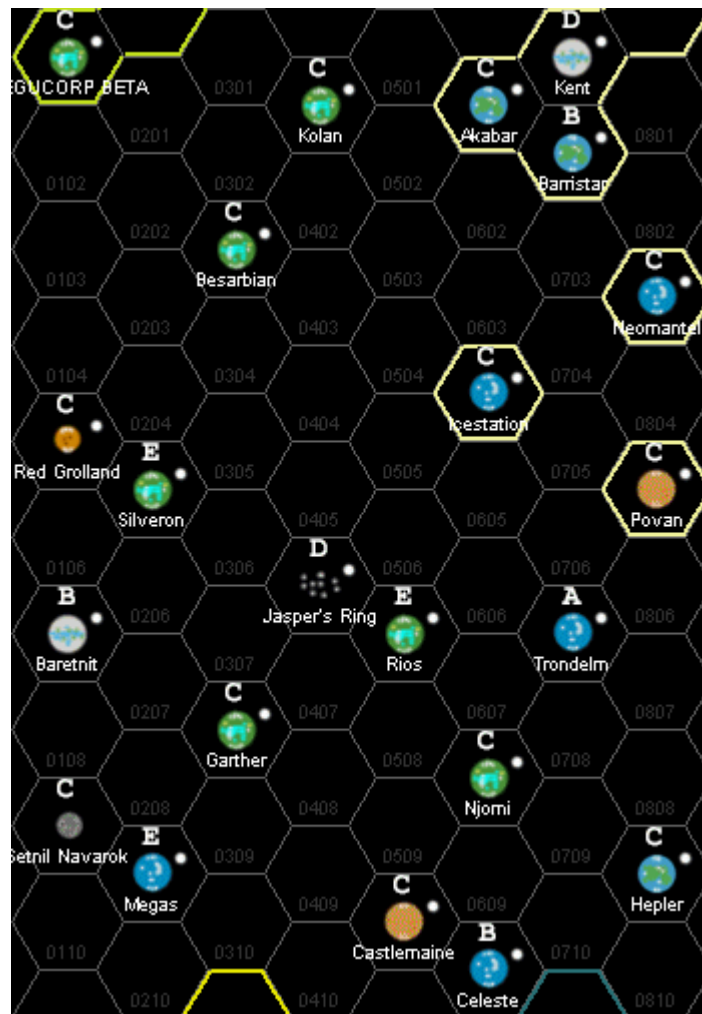 C
D
EGUCORP BETA
0301
C
Kolan
0501
C
Akabar
Kent
B
0201
0801
0102
0302
0502
Barristan
0202
C
0402
0602
0802
Besarbian
C
0103
0503
0703
Neomantel
0203
0403
0603
0104
0304
0504
C
0704
Icestation
C
0204
0404
0804
Red Grolland
E
0305
0505
0705
C
Silveron
Povan
0405
0605
0106
0306
D
0506
0706
Jasper's Ring
B
0206
E
0606
A
0806
Baretnit
Rios
Trondelm
0307
C
0207
0407
0607
0807
Garther
0108
0508
C
0708
C
0208
0408
Njomi
0808
Setnil Navarok
E
0309
0509
0709
C
Megas
C
0409
0609
Hepler
Castlemaine
B
0110
0310
0710
Celeste
0210
0410
0810